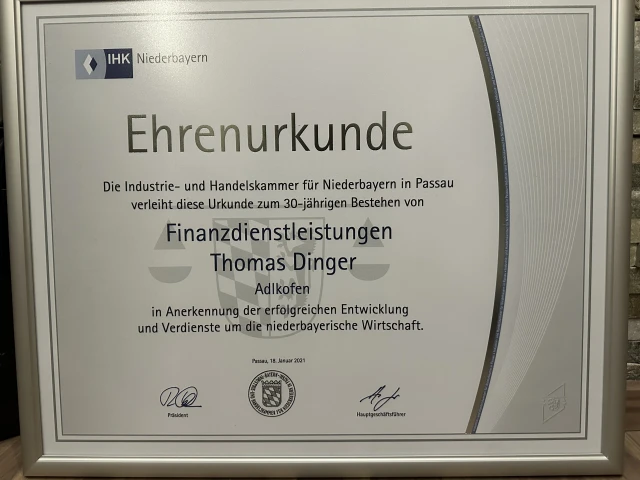 IHK Niederbayern
Ehrenurkunde
Die Industrie- und Handelskammer für Niederbayern in Passau
verleiht diese Urkunde zum 30-jährigen Bestehen von
Finanzdienstleistungen
Thomas Dinger
Adlkofen
in Anerkennung der erfolgreichen Entwicklung
und Verdienste um die niederbayerische Wirtschaft.
Passau, 18. Januar 2021
Präsident
Hauptgeschäftsführer